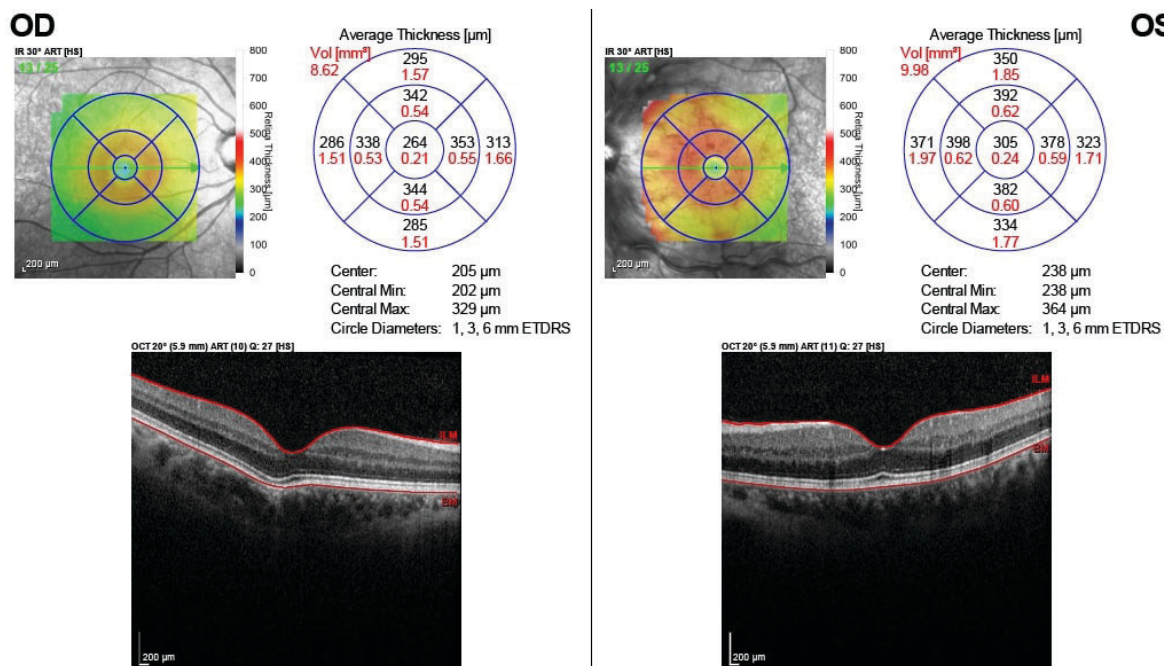 OD
IR 30° ART [HS]
13 / 25
200 µm
800
700
600
500
400
300
200
100
0
Retina Thickness [µm]
Average Thickness [µm]
Vol [mm³]
8.62
295
1.57
342
0.54
286 338 264 353 313
1.51 0.53 0.21 0.55 1.66
344
0.54
285
1.51
Center: 205 µm
Central Min: 202 µm
Central Max: 329 µm
Circle Diameters: 1, 3, 6 mm ETDRS
OCT 20° (5.9 mm) ART (10) Q: 27 [HS]
ILM
BM
200 µm
OS
IR 30° ART [HS]
13 / 25
200 µm
800
700
600
500
400
300
200
100
0
Retina Thickness [µm]
Average Thickness [µm]
Vol [mm³]
9.98
350
1.85
392
0.62
371 398 305 378 323
1.97 0.62 0.24 0.59 1.71
382
0.60
334
1.77
Center: 238 µm
Central Min: 238 µm
Central Max: 364 µm
Circle Diameters: 1, 3, 6 mm ETDRS
OCT 20° (5.9 mm) ART (11) Q: 27 [HS]
ILM
BM
200 µm